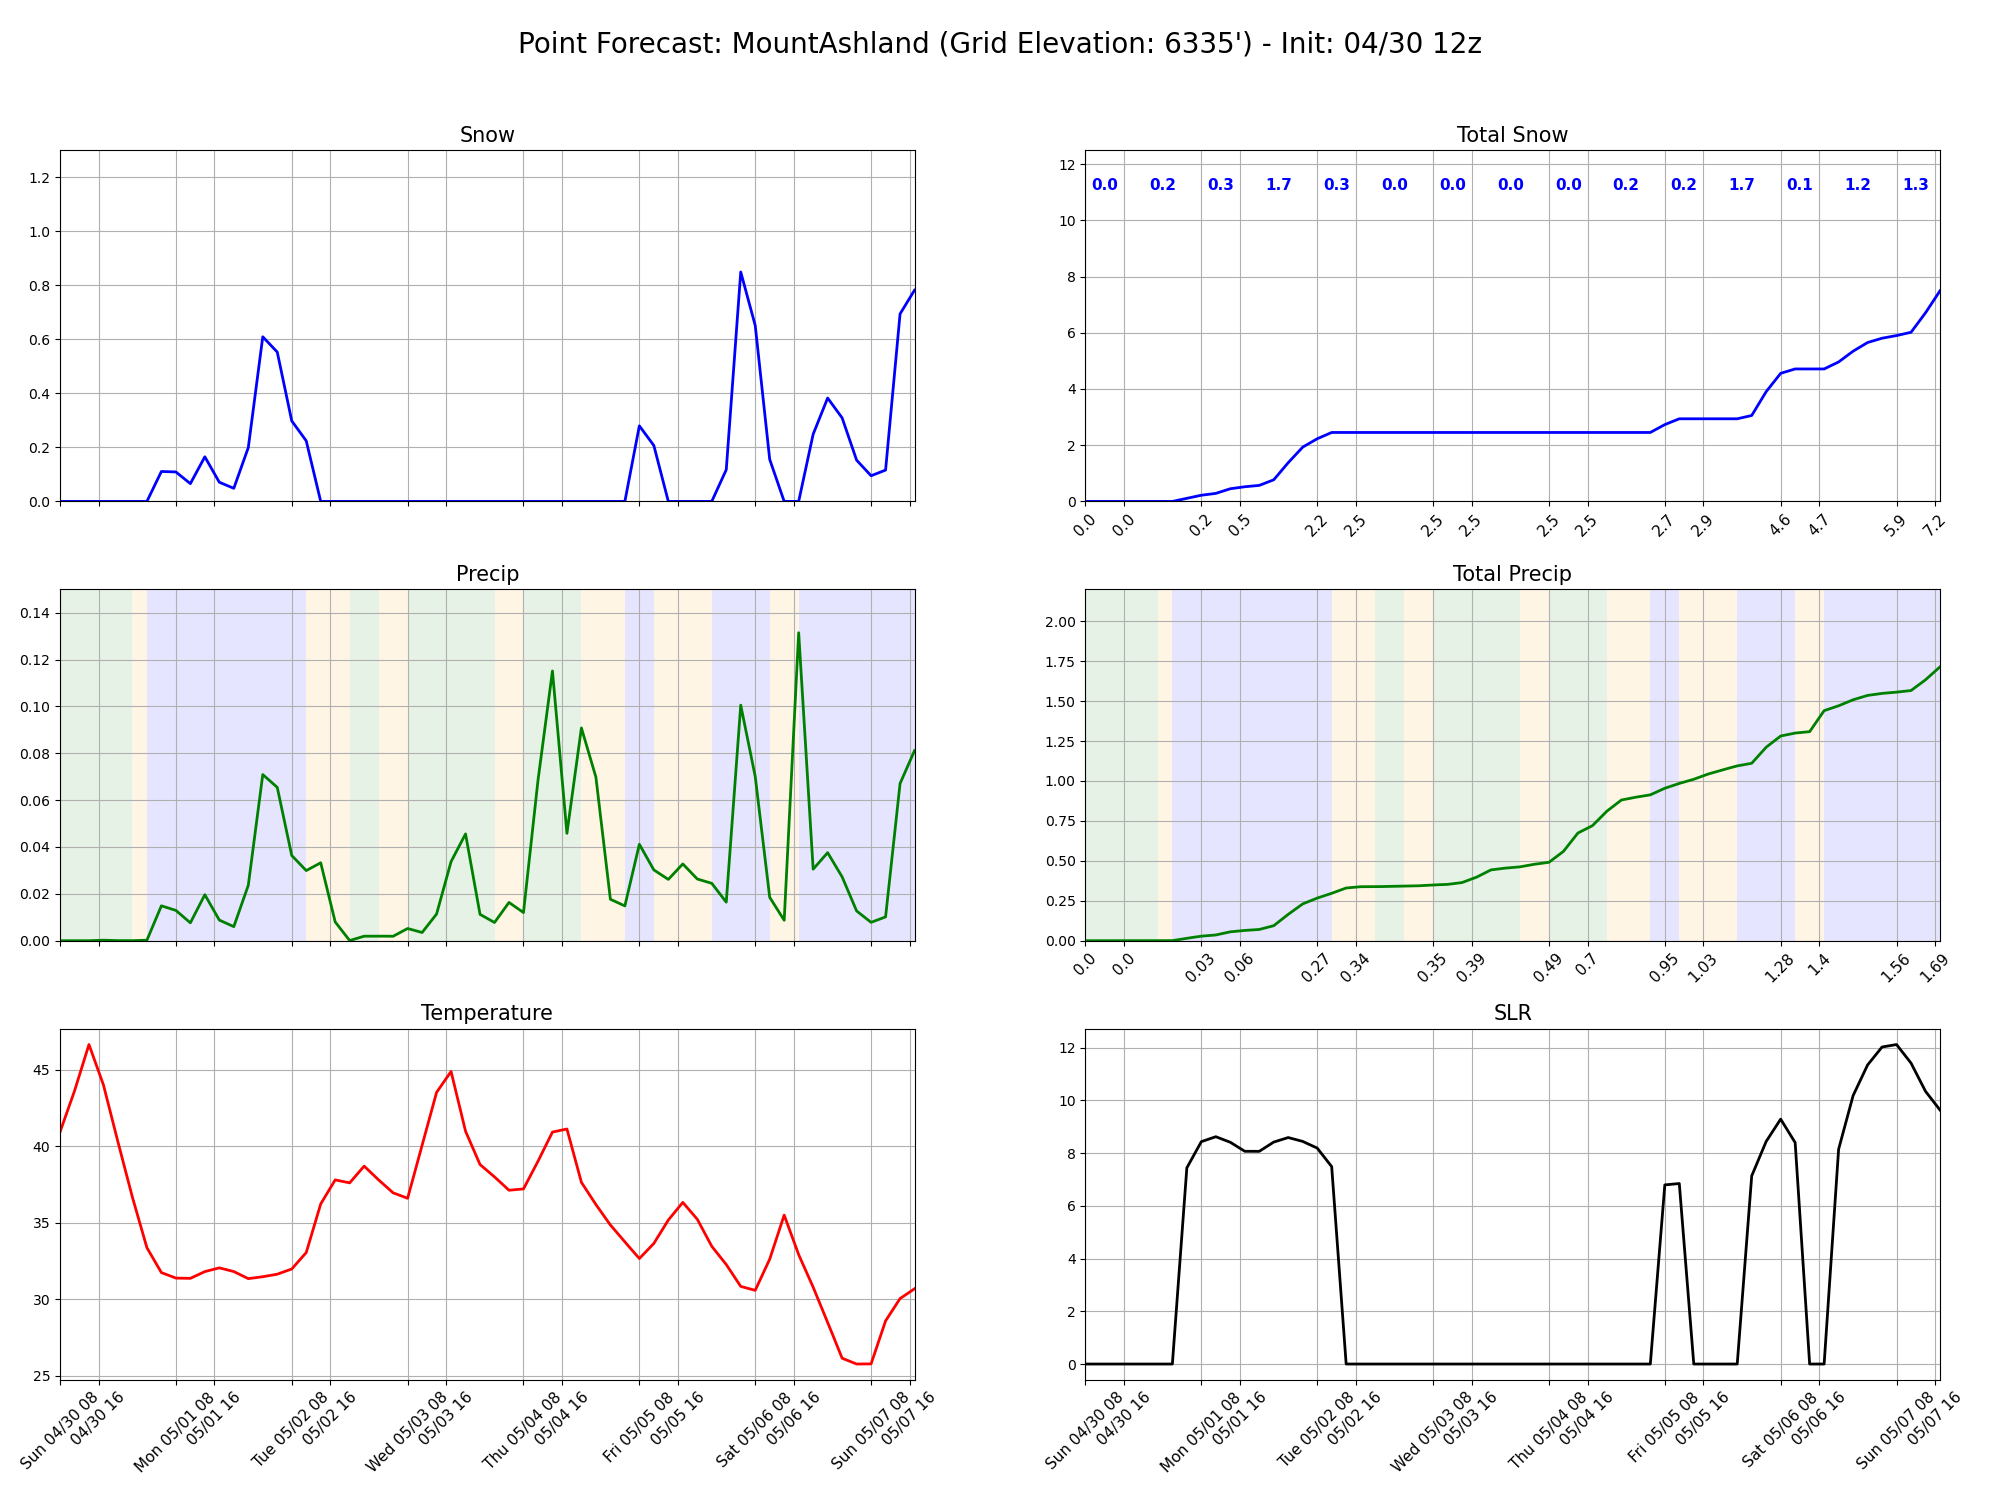 Point Forecast: MountAshland (Grid Elevation: 6335') - Init: 04/30 12z
Snow
1.2
1.0
0.8
0.6
0.4
0.2
0.0
Total Snow
0.0 0.2 0.3 1.7 0.3 0.0 0.0 0.0 0.0 0.2 0.2 1.7 0.1 1.2 1.3
12
10
8
6
4
2
0
0.0 0.0 0.2 0.5 2.2 2.5 2.5 2.5 2.5 2.5 2.7 2.9 4.6 4.7 5.9 7.2
Precip
0.14
0.12
0.10
0.08
0.06
0.04
0.02
0.00
Total Precip
2.00
1.75
1.50
1.25
1.00
0.75
0.50
0.25
0.00
0.0 0.0 0.03 0.06 0.27 0.34 0.35 0.39 0.49 0.7 0.95 1.03 1.28 1.4 1.56 1.69
Temperature
45
40
35
30
25
Sun 04/30 08
04/30 16
Mon 05/01 08
05/01 16
Tue 05/02 08
05/02 16
Wed 05/03 08
05/03 16
Thu 05/04 08
05/04 16
Fri 05/05 08
05/05 16
Sat 05/06 08
05/06 16
Sun 05/07 08
05/07 16
SLR
12
10
8
6
4
2
0
Sun 04/30 08
04/30 16
Mon 05/01 08
05/01 16
Tue 05/02 08
05/02 16
Wed 05/03 08
05/03 16
Thu 05/04 08
05/04 16
Fri 05/05 08
05/05 16
Sat 05/06 08
05/06 16
Sun 05/07 08
05/07 16